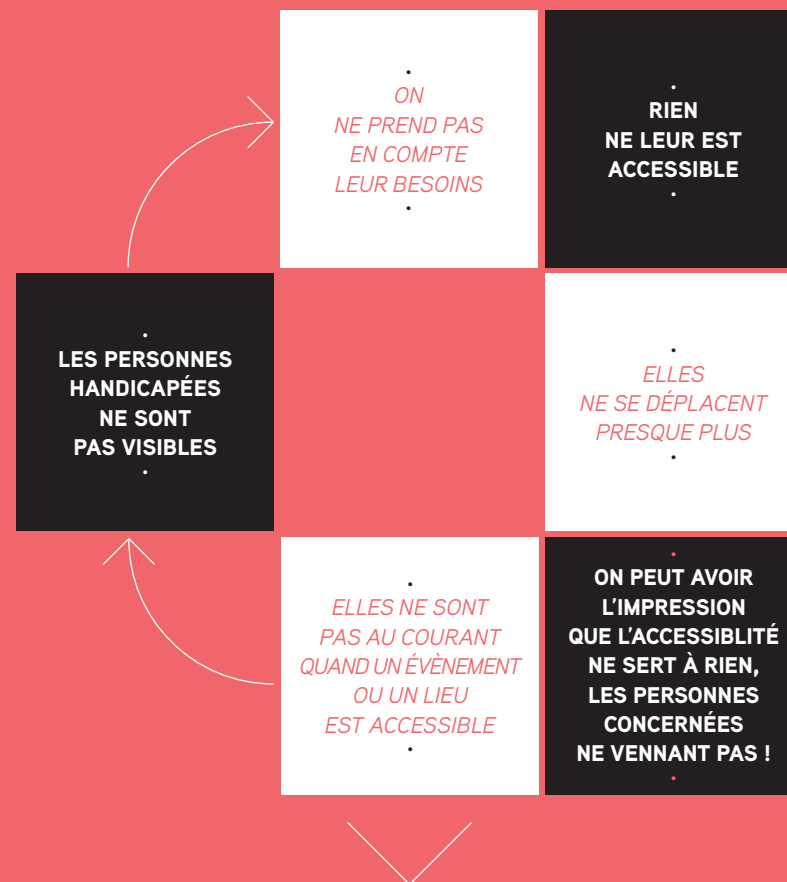 ON
NE PREND PAS
EN COMPTE
LEUR BESOINS
RIEN
NE LEUR EST
ACCESSIBLE
LES PERSONNES
HANDICAPÉES
NE SONT
PAS VISIBLES
ELLES
NE SE DÉPLACENT
PRESQUE PLUS
ELLES NE SONT
PAS AU COURANT
QUAND UN ÉVÈNEMENT
OU UN LIEU
EST ACCESSIBLE
ON PEUT AVOIR
L'IMPRESSION
QUE L'ACCESSIBLITÉ
NE SERT À RIEN,
LES PERSONNES
CONCERNÉES
NE VENNANT PAS !